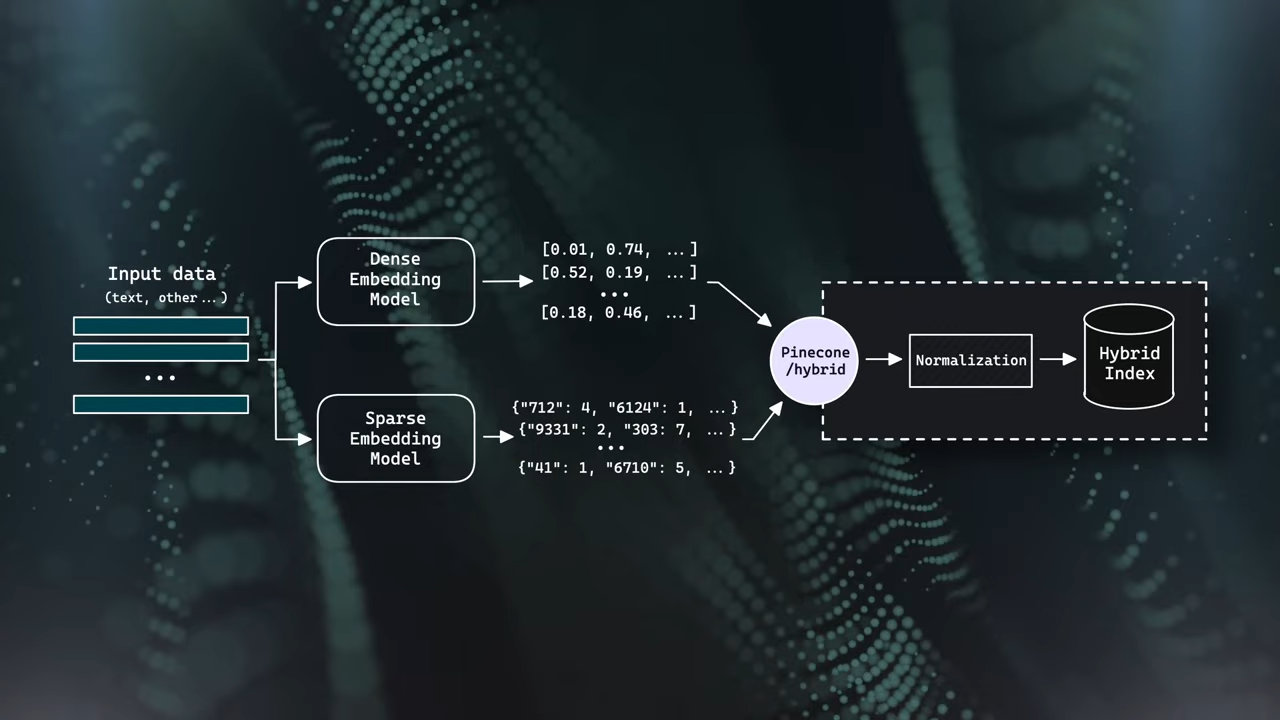 Input data
(text, other...)
...
Dense
Embedding
Model
[0.01, 0.74, ...]
[0.52, 0.19, ...]
...
[0.18, 0.46, ...]
Sparse
Embedding
Model
{"712": 4, "6124": 1, ...}
{"9331": 2, "303: 7, ...}
...
{"41": 1, "6710": 5, ...}
Pinecone
/hybrid
Normalization
Hybrid
Index